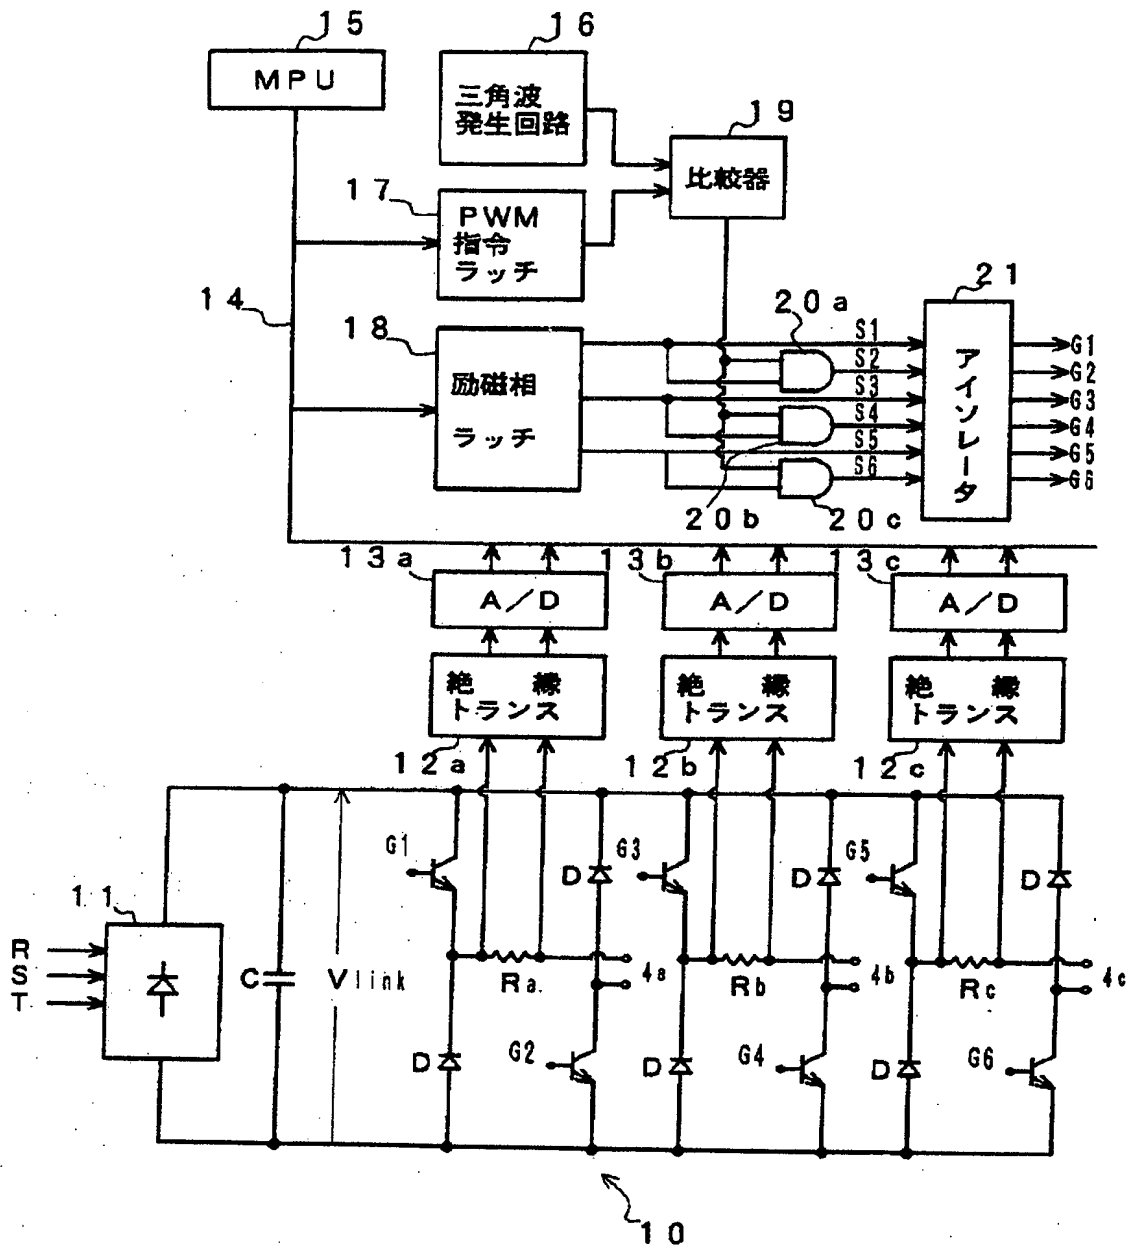 15
16
MPU
三角波
発生回路
19
比較器
17
PWM
指令
ラッチ
14
18
励磁相
ラッチ
20a
21
S1
S2
S3
S4
S5
S6
アイソレータ
G1
G2
G3
G4
G5
G6
20b
20c
13a
13b
13c
A/D
A/D
A/D
絶縁
トランス
絶縁
トランス
絶縁
トランス
12a
12b
12c
G1
D
G3
D
G5
D
11
R
S
T
C
Vlink
Ra
4a
Rb
4b
Rc
4c
D
G2
D
G4
D
G6
10